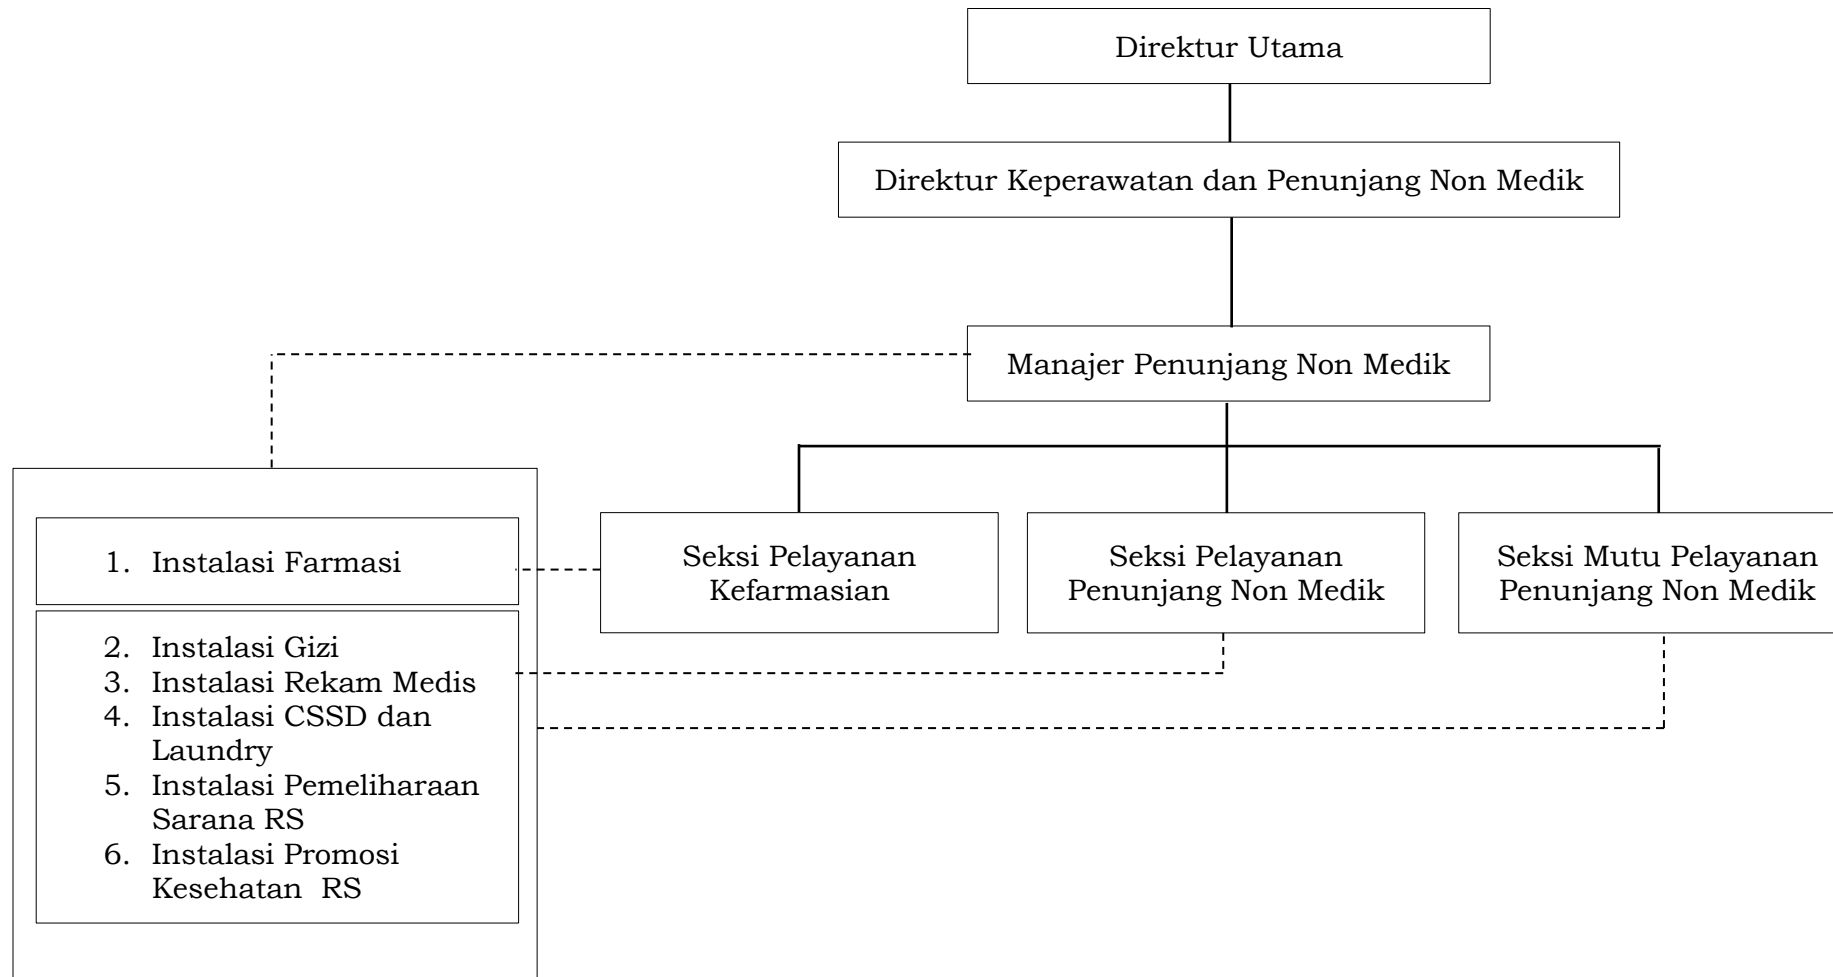 Direktur Utama
Direktur Keperawatan dan Penunjang Non Medik
Manajer Penunjang Non Medik
1. Instalasi Farmasi
Seksi Pelayanan
Kefarmasian
Seksi Pelayanan
Penunjang Non Medik
Seksi Mutu Pelayanan
Penunjang Non Medik
2. Instalasi Gizi
3. Instalasi Rekam Medis
4. Instalasi CSSD dan
Laundry
5. Instalasi Pemeliharaan
Sarana RS
6. Instalasi Promosi
Kesehatan  RS